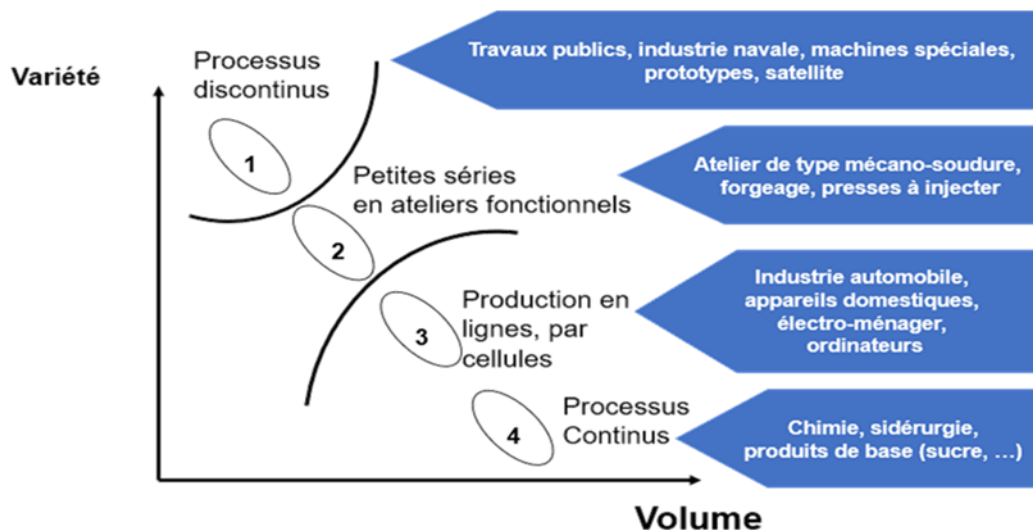 Variété
Processus
discontinus
1
Travaux publics, industrie navale, machines spéciales,
prototypes, satellite
Petites séries
en ateliers fonctionnels
2
Atelier de type mécano-soudure,
forgeage, presses à injecter
Production en
lignes, par
cellules
3
Industrie automobile,
appareils domestiques,
électro-ménager,
ordinateurs
Processus
Continus
4
Chimie, sidérurgie,
produits de base (sucre, …)
Volume